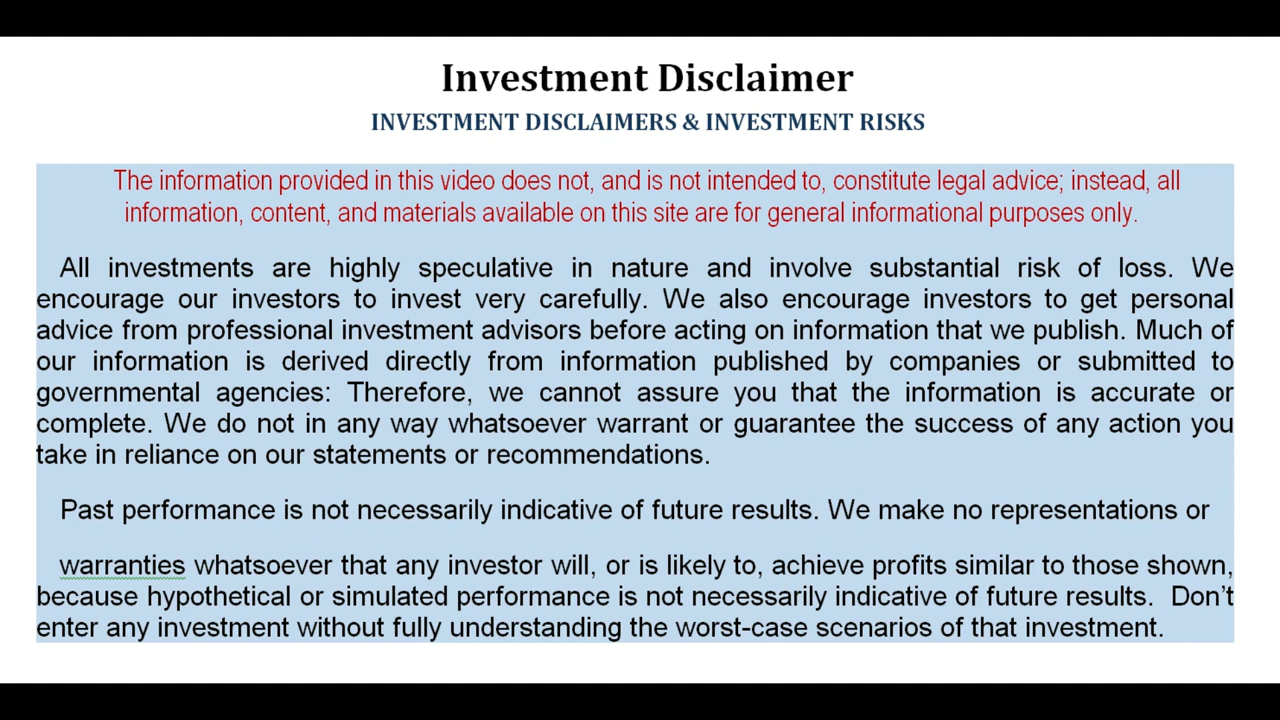 Investment Disclaimer
INVESTMENT DISCLAIMERS & INVESTMENT RISKS
The information provided in this video does not, and is not intended to, constitute legal advice; instead, all
information, content, and materials available on this site are for general informational purposes only.
All investments are highly speculative in nature and involve substantial risk of loss. We
encourage our investors to invest very carefully. We also encourage investors to get personal
advice from professional investment advisors before acting on information that we publish. Much of
our information is derived directly from information published by companies or submitted to
governmental agencies: Therefore, we cannot assure you that the information is accurate or
complete. We do not in any way whatsoever warrant or guarantee the success of any action you
take in reliance on our statements or recommendations.
Past performance is not necessarily indicative of future results. We make no representations or
warranties whatsoever that any investor will, or is likely to, achieve profits similar to those shown,
because hypothetical or simulated performance is not necessarily indicative of future results. Don’t
enter any investment without fully understanding the worst-case scenarios of that investment.